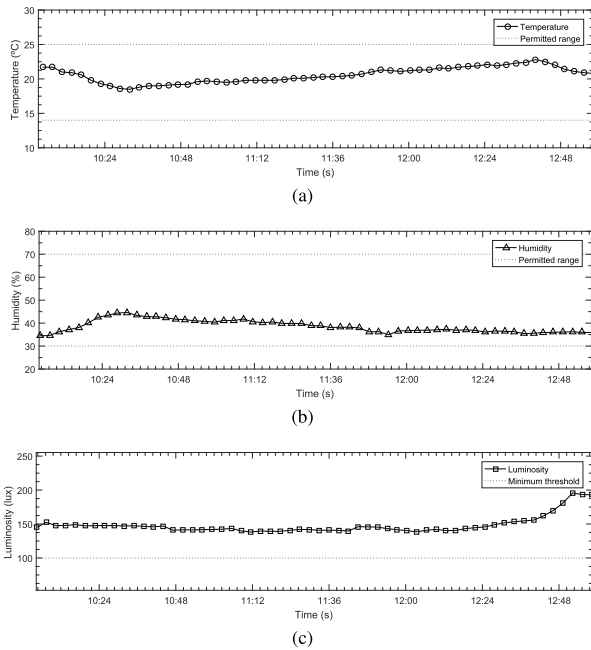 30
25
20
15
10
Temperature (ºC)
Temperature
Permitted range
10:24 10:48 11:12 11:36 12:00 12:24 12:48
Time (s)
(a)
80
70
60
50
40
30
20
Humidity (%)
Humidity
Permitted range
10:24 10:48 11:12 11:36 12:00 12:24 12:48
Time (s)
(b)
250
200
150
100
Luminosity (lux)
Luminosity
Minimum threshold
10:24 10:48 11:12 11:36 12:00 12:24 12:48
Time (s)
(c)